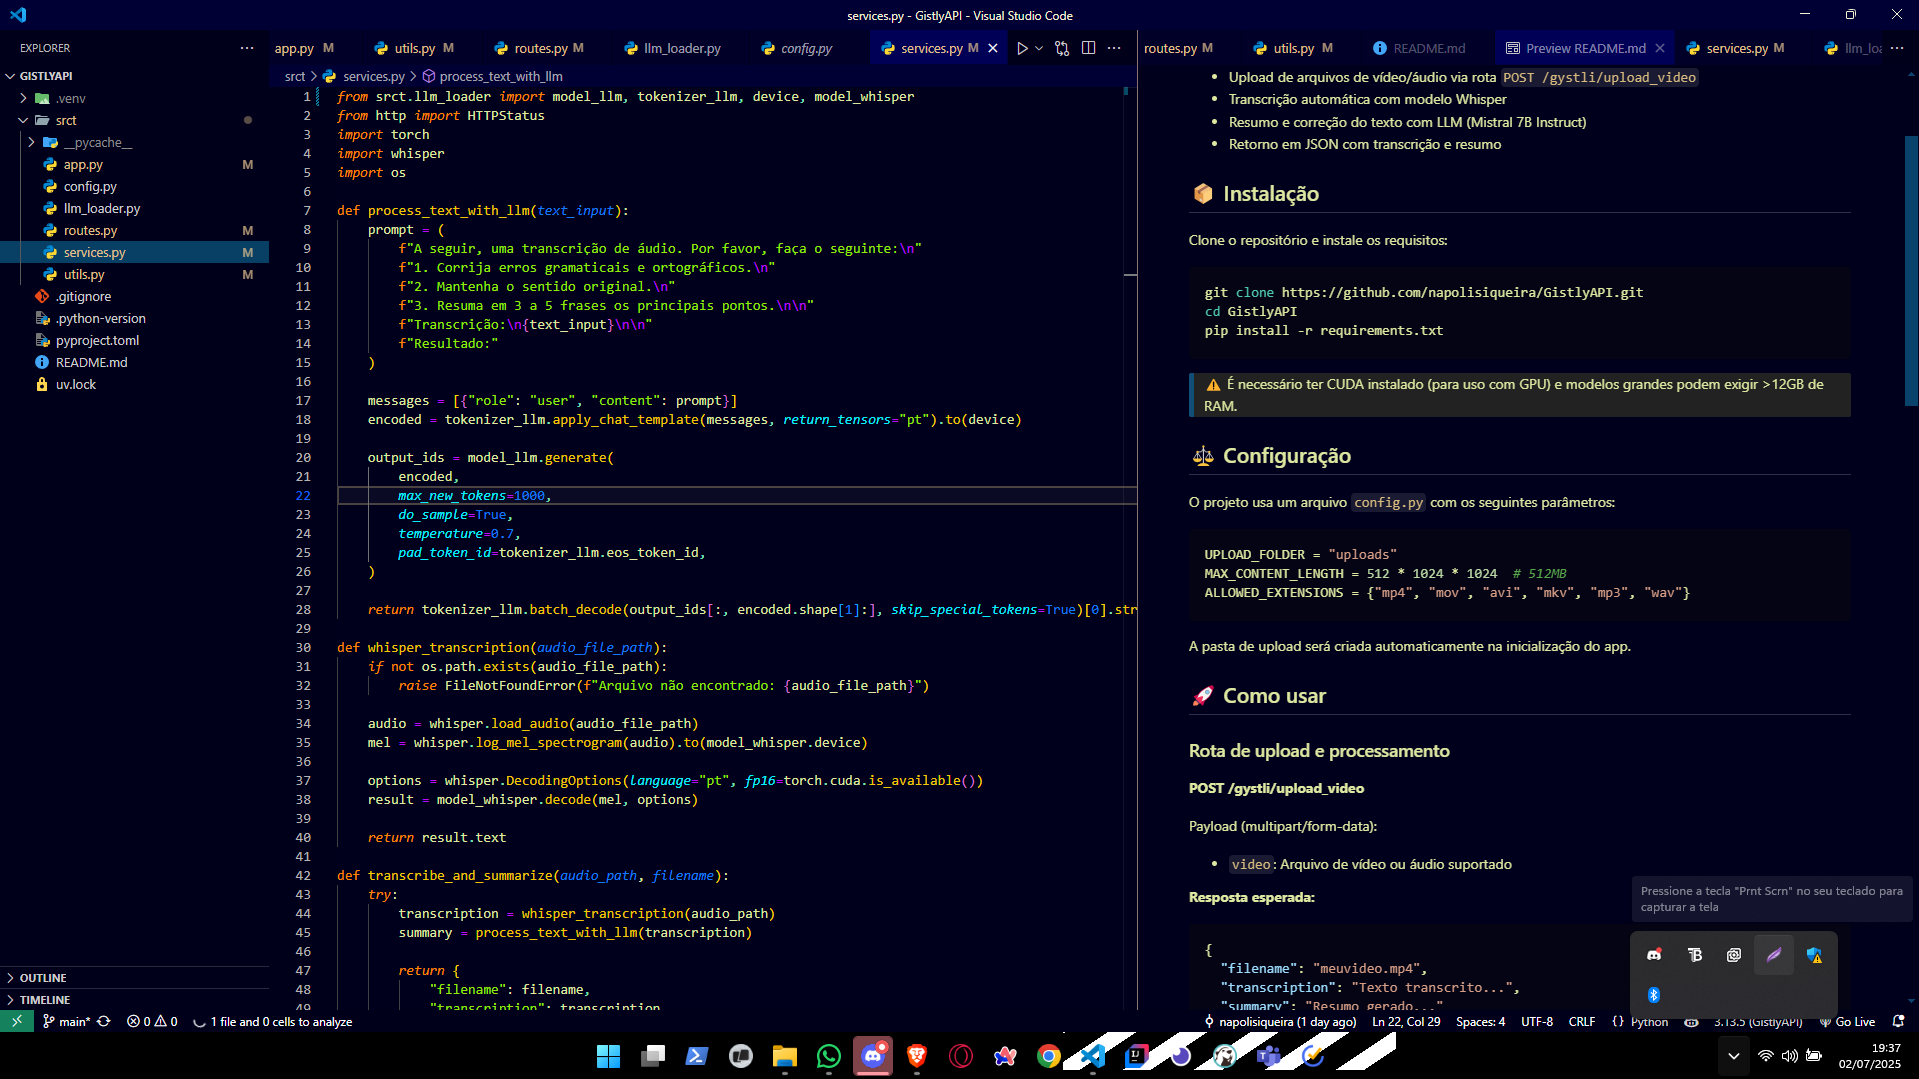 services.py - GistlyAPI - Visual Studio Code
EXPLORER
GISTLYAPI
.venv
srct
__pycache__
app.py M
config.py
llm_loader.py
routes.py M
services.py M
utils.py M
.gitignore
.python-version
pyproject.toml
README.md
uv.lock
OUTLINE
TIMELINE
app.py M utils.py M routes.py M llm_loader.py config.py services.py M
srct > services.py > process_text_with_llm
1 from srct.llm_loader import model_llm, tokenizer_llm, device, model_whisper
2 from http import HTTPStatus
3 import torch
4 import whisper
5 import os
6
7 def process_text_with_llm(text_input):
8 prompt = (
9 f"A seguir, uma transcrição de áudio. Por favor, faça o seguinte:\n"
10 f"1. Corrija erros gramaticais e ortográficos.\n"
11 f"2. Mantenha o sentido original.\n"
12 f"3. Resuma em 3 a 5 frases os principais pontos.\n\n"
13 f"Transcrição:\n{text_input}\n\n"
14 f"Resultado:"
15 )
16
17 messages = [{"role": "user", "content": prompt}]
18 encoded = tokenizer_llm.apply_chat_template(messages, return_tensors="pt").to(device)
19
20 output_ids = model_llm.generate(
21 encoded,
22 max_new_tokens=1000,
23 do_sample=True,
24 temperature=0.7,
25 pad_token_id=tokenizer_llm.eos_token_id,
26 )
27
28 return tokenizer_llm.batch_decode(output_ids[:, encoded.shape[1]:], skip_special_tokens=True)[0].str
29
30 def whisper_transcription(audio_file_path):
31 if not os.path.exists(audio_file_path):
32 raise FileNotFoundError(f"Arquivo não encontrado: {audio_file_path}")
33
34 audio = whisper.load_audio(audio_file_path)
35 mel = whisper.log_mel_spectrogram(audio).to(model_whisper.device)
36
37 options = whisper.DecodingOptions(language="pt", fp16=torch.cuda.is_available())
38 result = model_whisper.decode(mel, options)
39
40 return result.text
41
42 def transcribe_and_summarize(audio_path, filename):
43 try:
44 transcription = whisper_transcription(audio_path)
45 summary = process_text_with_llm(transcription)
46
47 return {
48 "filename": filename,
49 "transcription": transcription
routes.py M utils.py M README.md Preview README.md services.py M llm_loa
• Upload de arquivos de vídeo/áudio via rota POST /gystli/upload_video
• Transcrição automática com modelo Whisper
• Resumo e correção do texto com LLM (Mistral 7B Instruct)
• Retorno em JSON com transcrição e resumo
📦 Instalação
Clone o repositório e instale os requisitos:
git clone https://github.com/napolisiqueira/GistlyAPI.git
cd GistlyAPI
pip install -r requirements.txt
⚠️ É necessário ter CUDA instalado (para uso com GPU) e modelos grandes podem exigir >12GB de
RAM.
⚖️ Configuração
O projeto usa um arquivo config.py com os seguintes parâmetros:
UPLOAD_FOLDER = "uploads"
MAX_CONTENT_LENGTH = 512 * 1024 * 1024 # 512MB
ALLOWED_EXTENSIONS = {"mp4", "mov", "avi", "mkv", "mp3", "wav"}
A pasta de upload será criada automaticamente na inicialização do app.
🚀 Como usar
Rota de upload e processamento
POST /gystli/upload_video
Payload (multipart/form-data):
• video: Arquivo de vídeo ou áudio suportado
Resposta esperada:
{
"filename": "meuvideo.mp4",
"transcription": "Texto transcrito...",
"summary": "Resumo gerado..."
Pressione a tecla "Prnt Scrn" no seu teclado para
capturar a tela
main* 0 0 1 file and 0 cells to analyze
napolisiqueira (1 day ago) Ln 22, Col 29 Spaces: 4 UTF-8 CRLF {} Python 3.13.5 (GistlyAPI) Go Live
19:37
02/07/2025